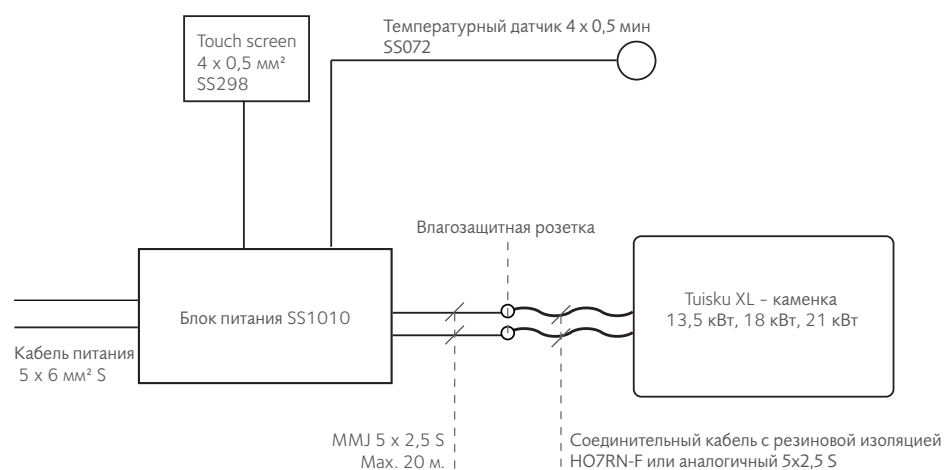 Touch screen
4 x 0,5 мм²
SS298
Температурный датчик 4 x 0,5 мин
SS072
Влагозащитная розетка
Блок питания SS1010
Tuisku XL – каменка
13,5 кВт, 18 кВт, 21 кВт
Кабель питания
5 x 6 мм² S
MMJ 5 x 2,5 S
Max. 20 м.
Соединительный кабель с резиновой изоляцией
HO7RN-F или аналогичный 5x2,5 S